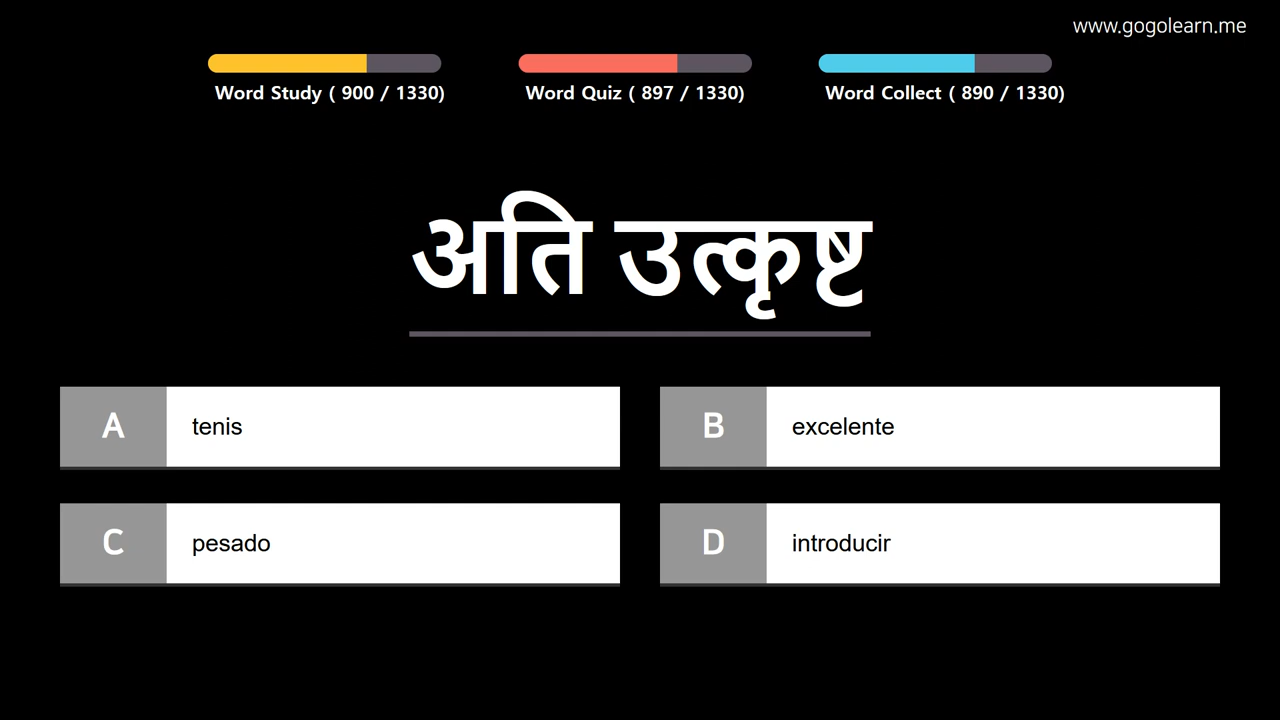 www.gogolearn.me
Word Study ( 900 / 1330)
Word Quiz ( 897 / 1330)
Word Collect ( 890 / 1330)
अति उत्कृष्ट
A tenis
B excelente
C pesado
D introducir